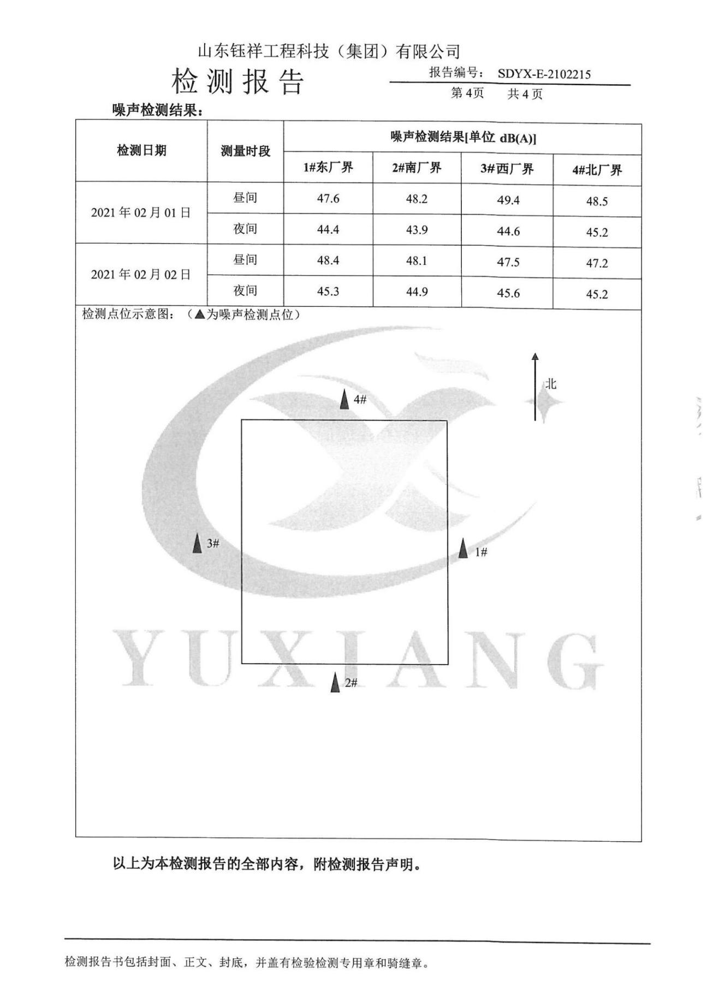 山东钰祥工程科技（集团）有限公司
检测报告
报告编号： SDYX-E-2102215
第 4页 共 4 页
噪声检测结果：
检测日期 测量时段 噪声检测结果[单位 dB(A)]
1#东厂界 2#南厂界 3#西厂界 4#北厂界
2021 年 02 月 01 日 昼间 47.6 48.2 49.4 48.5
夜间 44.4 43.9 44.6 45.2
2021 年 02 月 02 日 昼间 48.4 48.1 47.5 47.2
夜间 45.3 44.9 45.6 45.2
检测点位示意图：（▲为噪声检测点位）
北
4#
3#
1#
YUXIANG
2#
以上为本检测报告的全部内容，附检测报告声明。
检测报告书包括封面、正文、封底，并盖有检验检测专用章和骑缝章。